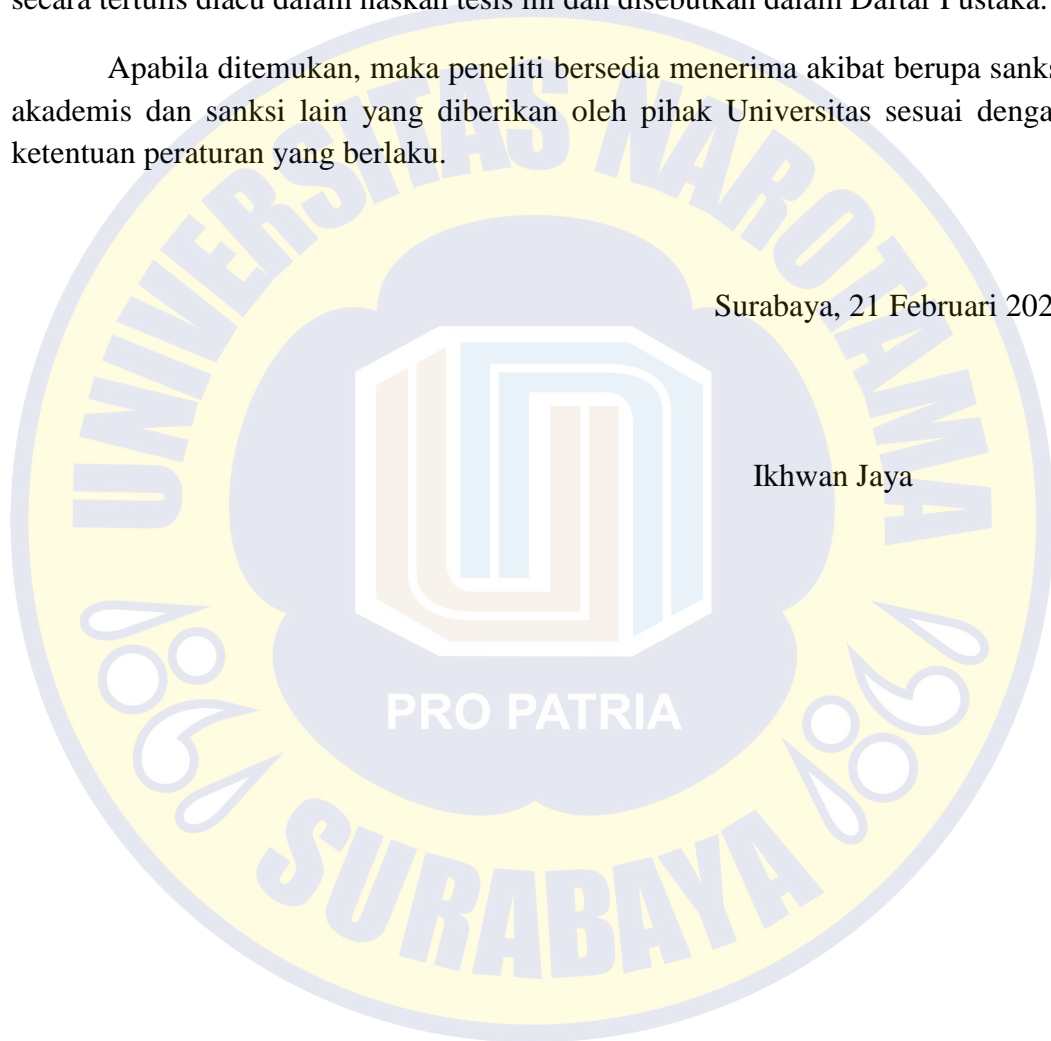 secara tertulis diacu dalam naskah tesis ini dan disebutkan dalam Daftar Pustaka.
Apabila ditemukan, maka peneliti bersedia menerima akibat berupa sanks
akademis dan sanksi lain yang diberikan oleh pihak Universitas sesuai denga
ketentuan peraturan yang berlaku.
UNIVERSITAS NAROTAMA
Surabaya, 21 Februari 202
Ikhwan Jaya
PRO PATRIA
SURABAYA